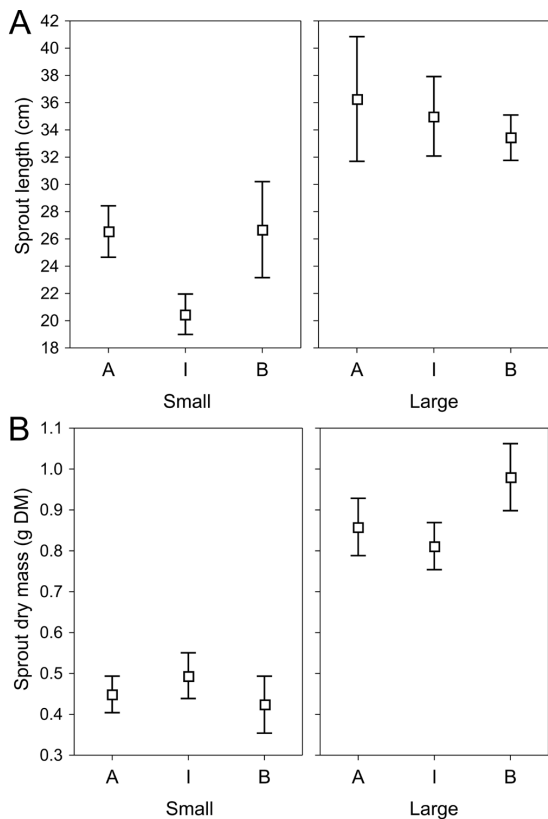 A
Sprout length (cm)
42
40
38
36
34
32
30
28
26
24
22
20
18
A I B A I B
Small Large
B
Sprout dry mass (g DM)
1.1
1.0
0.9
0.8
0.7
0.6
0.5
0.4
0.3
A I B A I B
Small Large